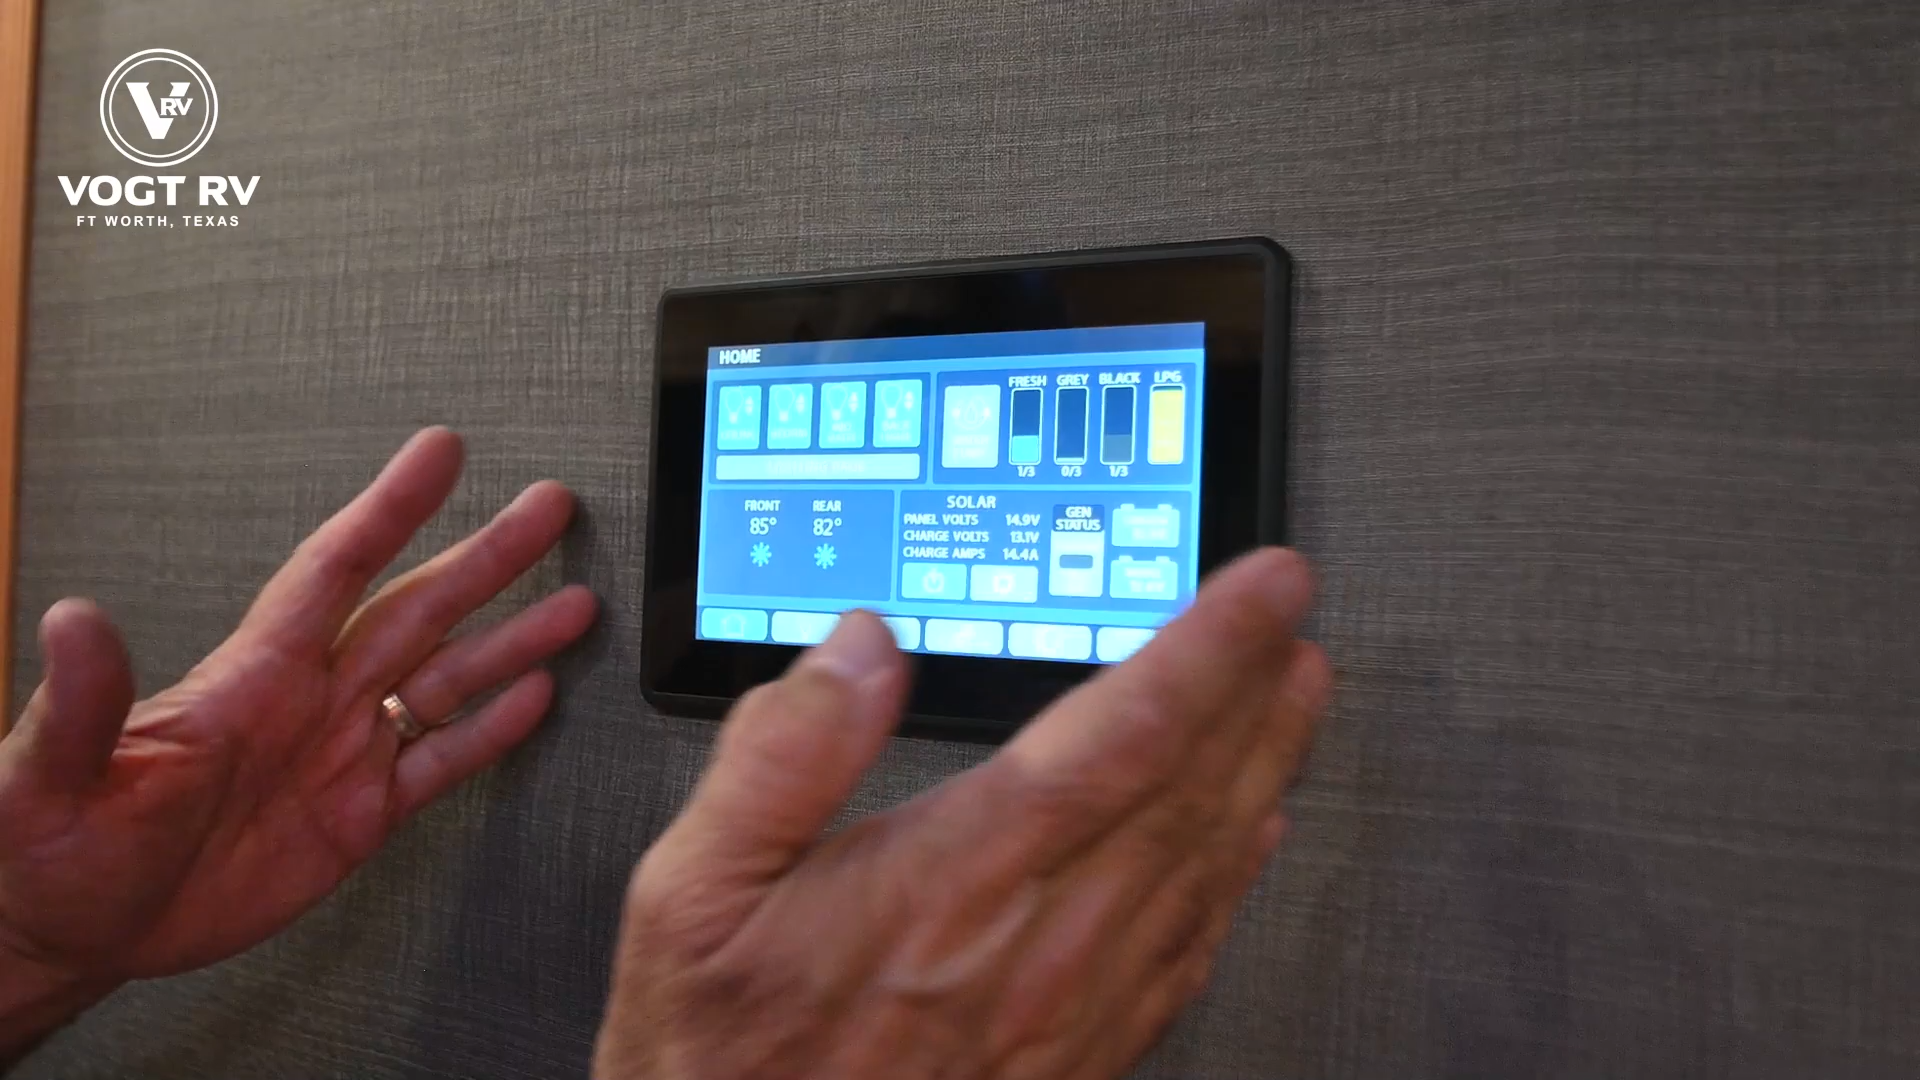 V RV
VOGT RV
FT WORTH, TEXAS
HOME
FRESH GREY BLACK LPG
1/3 0/3 1/3
FRONT REAR
85° 82°
SOLAR
PANEL VOLTS 14.9V
CHARGE VOLTS 13.1V
CHARGE AMPS 14.4A
GEN
STATUS